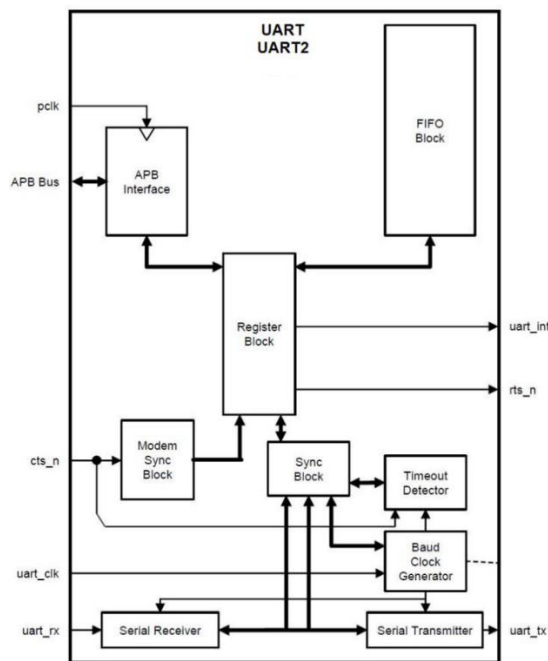 UART
UART2
pclk
FIFO
Block
APB Bus
APB
Interface
Register
Block
uart_int
rts_n
cts_n
Modem
Sync
Block
Sync
Block
Timeout
Detector
uart_clk
Baud
Clock
Generator
uart_rx
Serial Receiver
Serial Transmitter
uart_tx